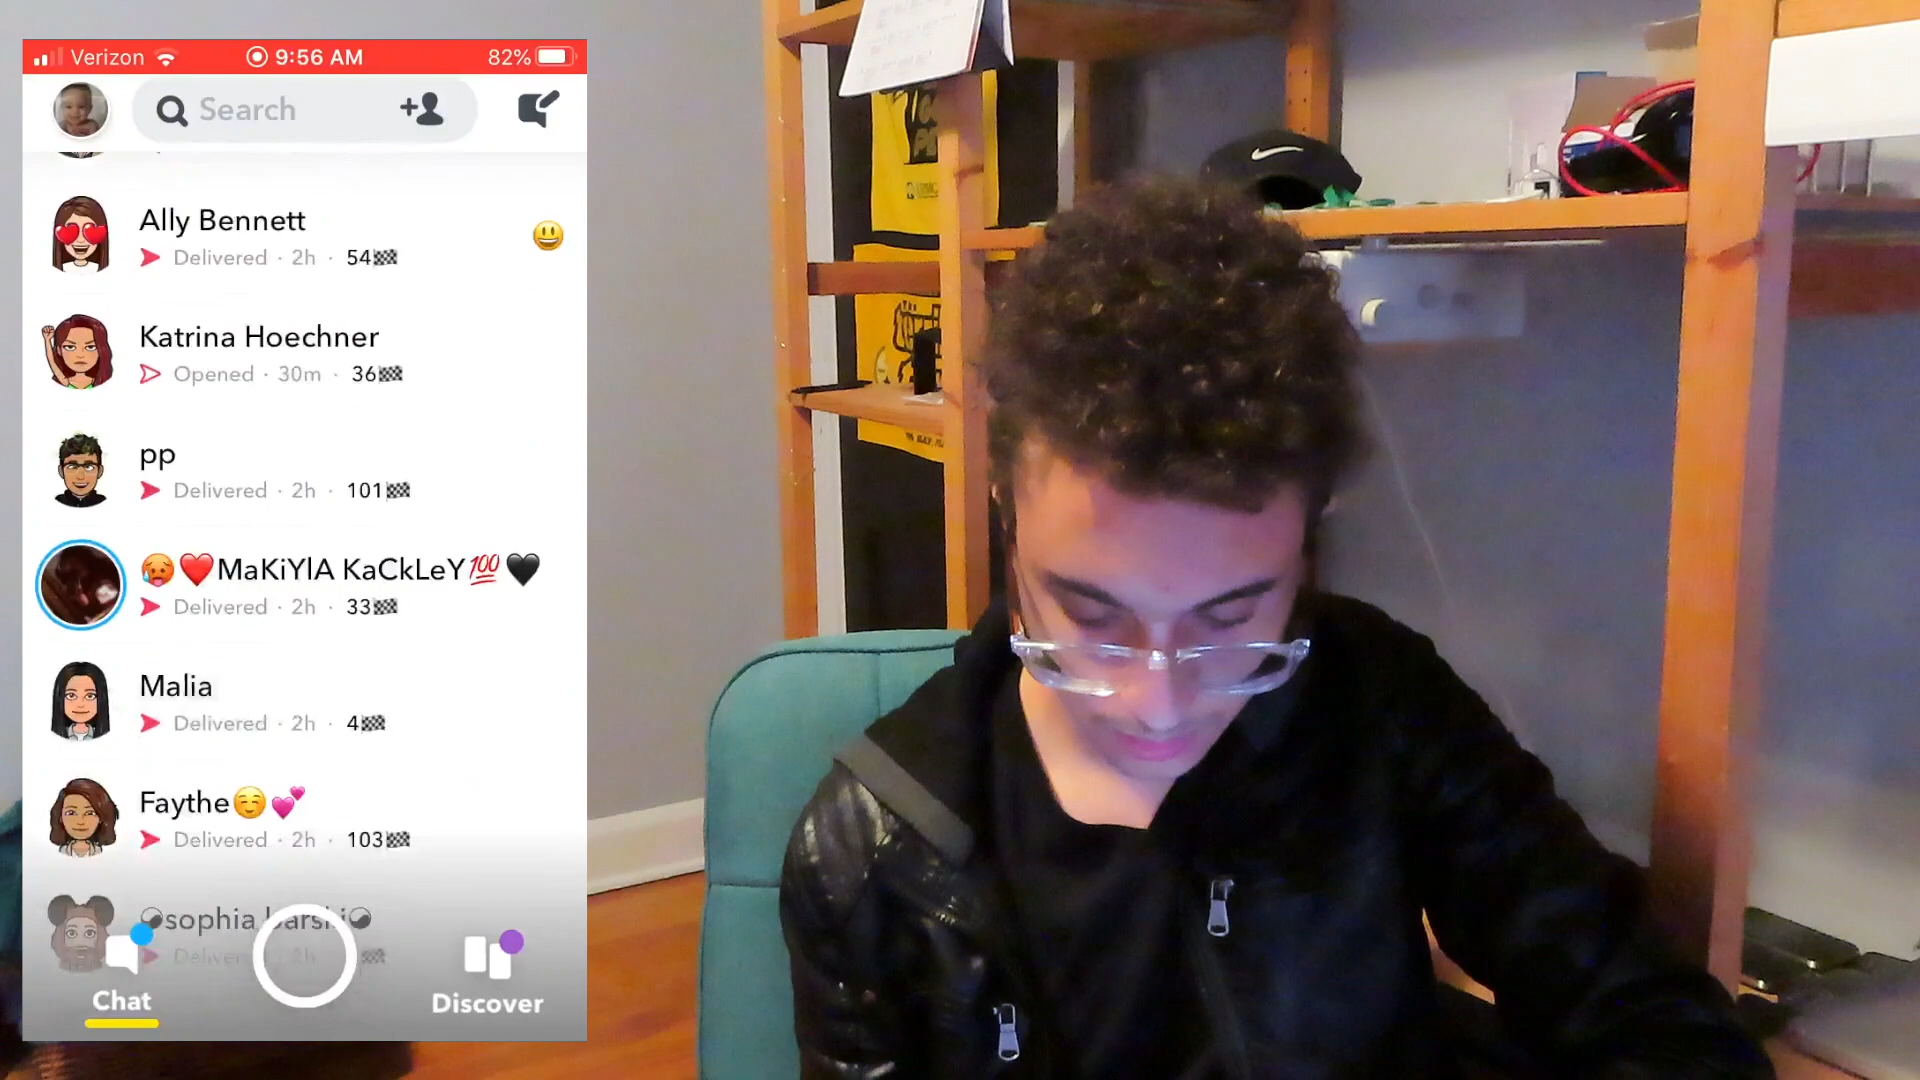 Verizon 9:56 AM 82%
Search
Ally Bennett
Delivered · 2h · 54🏁
😃
Katrina Hoechner
Opened · 30m · 36🏁
pp
Delivered · 2h · 101🏁
🥵❤️MaKiYlA KaCkLeY💯🖤
Delivered · 2h · 33🏁
Malia
Delivered · 2h · 4🏁
Faythe☺️💕
Delivered · 2h · 103🏁
sophia
Chat
Discover